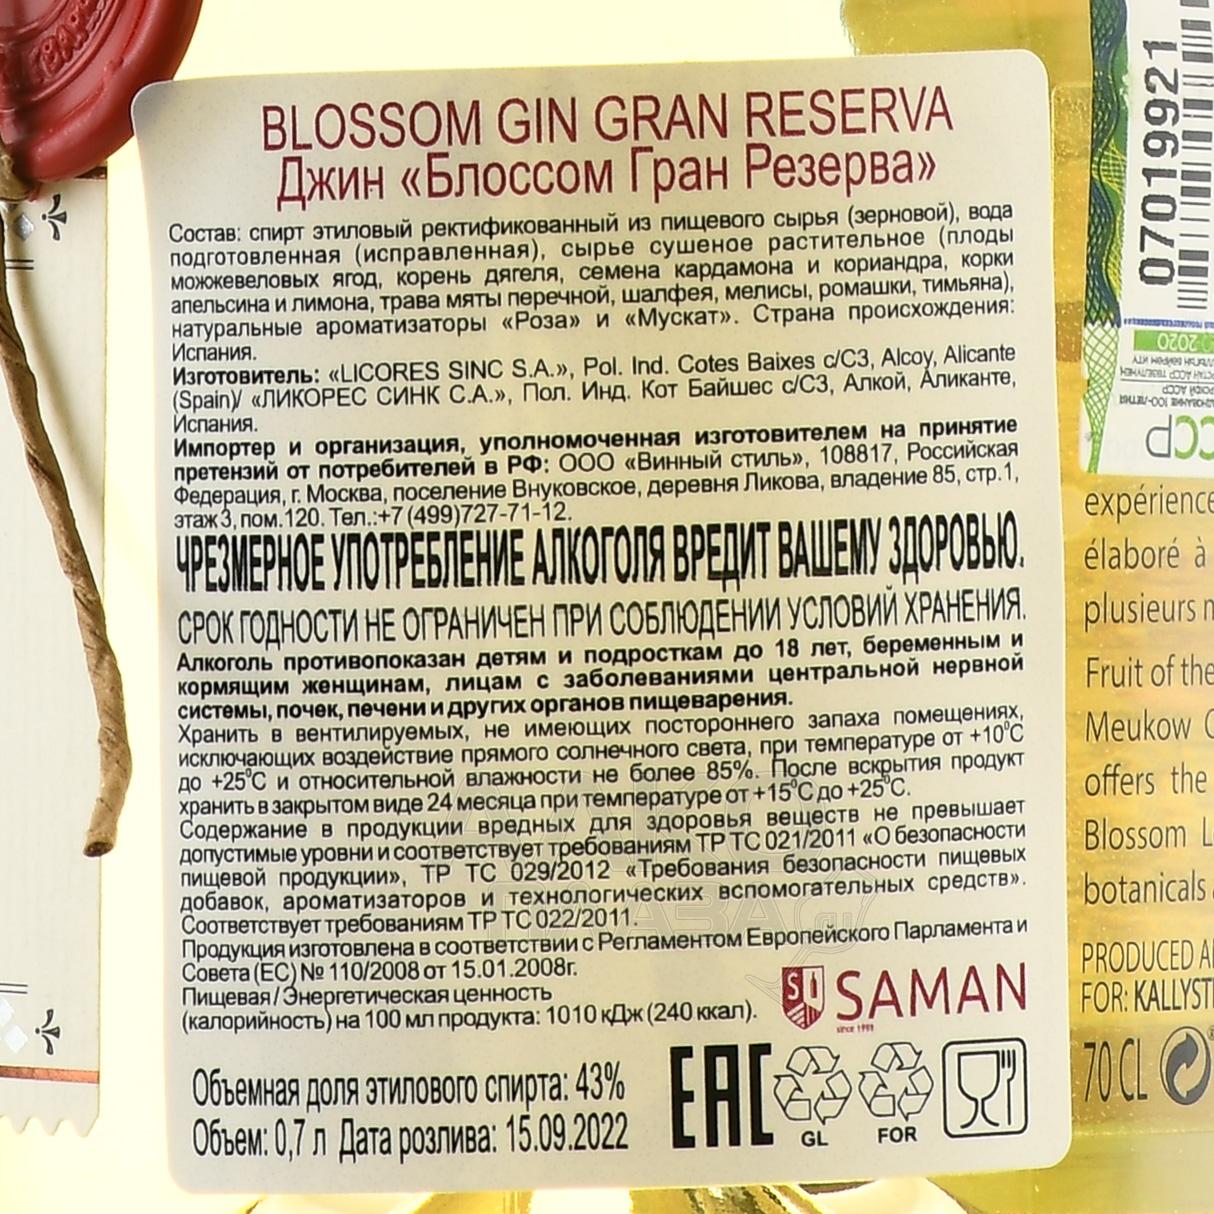 BLOSSOM GIN GRAN RESERVA
Джин «Блоссом Гран Резерва»
Состав: спирт этиловый ректификованный из пищевого сырья (зерновой), вода
подготовленная (исправленная), сырье сушеное растительное (плоды
можжевеловых ягод, корень дягеля, семена кардамона и кориандра, корки
апельсина и лимона, трава мяты перечной, шалфея, мелисы, ромашки, тимьяна),
натуральные ароматизаторы «Роза» и «Мускат». Страна происхождения:
Испания.
Изготовитель: «LICORES SINC S.A.», Pol. Ind. Cotes Baixes c/C3, Alcoy, Alicante
(Spain)/ «ЛИКОРЕС СИНК С.А.», Пол. Инд. Кот Байшес с/С3, Алкой, Аликанте,
Испания.
Импортер и организация, уполномоченная изготовителем на принятие
претензий от потребителей в РФ: ООО «Винный стиль», 108817, Российская
Федерация, г. Москва, поселение Внуковское, деревня Ликова, владение 85, стр.1,
этаж 3, пом.120. Тел.:+7 (499)727-71-12.
ЧРЕЗМЕРНОЕ УПОТРЕБЛЕНИЕ АЛКОГОЛЯ ВРЕДИТ ВАШЕМУ ЗДОРОВЬЮ.
СРОК ГОДНОСТИ НЕ ОГРАНИЧЕН ПРИ СОБЛЮДЕНИИ УСЛОВИЙ ХРАНЕНИЯ.
Алкоголь противопоказан детям и подросткам до 18 лет, беременным и
кормящим женщинам, лицам с заболеваниями центральной нервной
системы, почек, печени и других органов пищеварения.
Хранить в вентилируемых, не имеющих постороннего запаха помещениях,
исключающих воздействие прямого солнечного света, при температуре от +10°С
до +25°С и относительной влажности не более 85%. После вскрытия продукт
хранить в закрытом виде 24 месяца при температуре от +15°С до +25°С.
Содержание в продукции вредных для здоровья веществ не превышает
допустимые уровни и соответствует требованиям ТР ТС 021/2011 «О безопасности
пищевой продукции», ТР ТС 029/2012 «Требования безопасности пищевых
добавок, ароматизаторов и технологических вспомогательных средств».
Соответствует требованиям ТР ТС 022/2011.
Продукция изготовлена в соответствии с Регламентом Европейского Парламента и
Совета (ЕС) № 110/2008 от 15.01.2008г.
Пищевая / Энергетическая ценность
(калорийность) на 100 мл продукта: 1010 кДж (240 ккал).
SAMAN
since 1999
Объемная доля этилового спирта: 43%
Объем: 0,7 л Дата розлива: 15.09.2022
EAC
GL
FOR
07019921
2020
expérience
élaboré à
plusieurs
Fruit of the
Meukow
offers the
Blossom
botanicals
PRODUCED
FOR:
70 CL